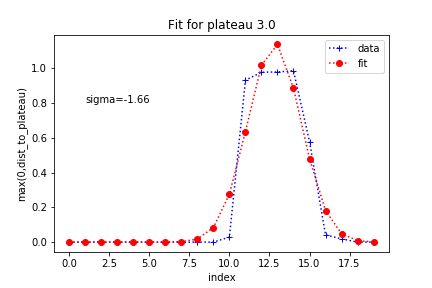 Fit for plateau 3.0
data
fit
sigma=-1.66
max(0,dist_to_plateau)
1.0
0.8
0.6
0.4
0.2
0.0
0.0 2.5 5.0 7.5 10.0 12.5 15.0 17.5
index